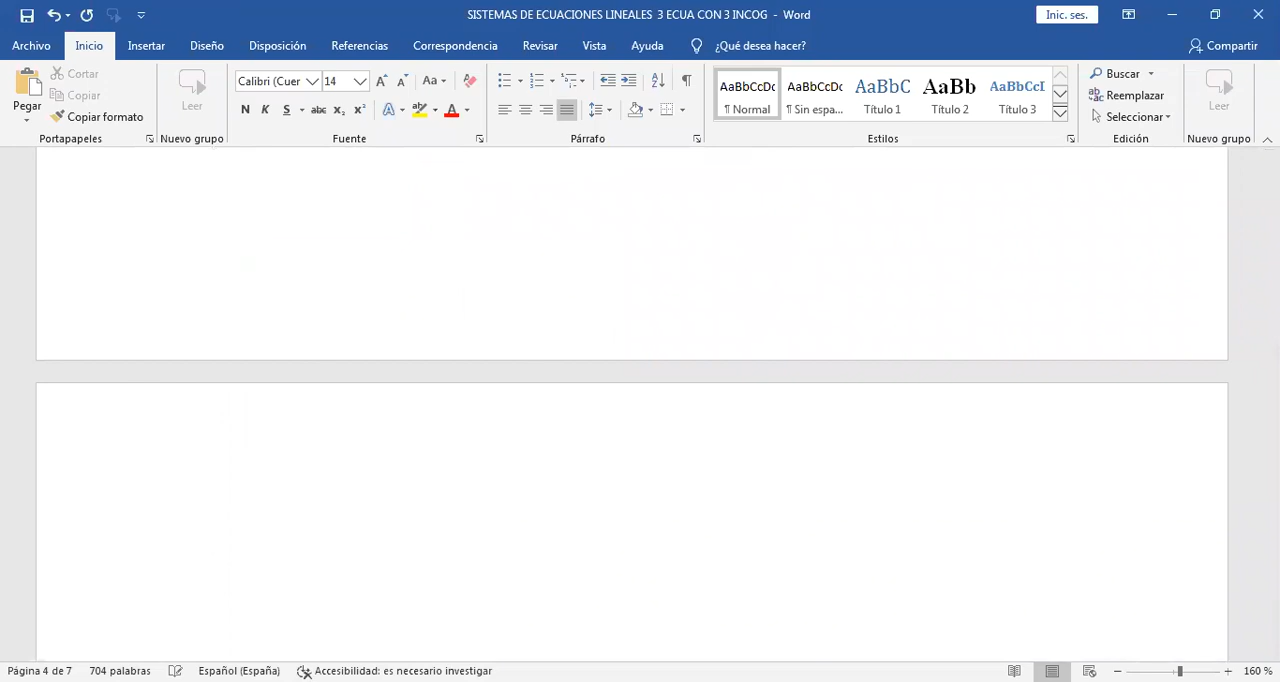 SISTEMAS DE ECUACIONES LINEALES 3 ECUA CON 3 INCOG - Word
Inic. ses.
Archivo Inicio Insertar Diseño Disposición Referencias Correspondencia Revisar Vista Ayuda ¿Qué desea hacer? Compartir
Pegar
Cortar
Copiar
Copiar formato
Portapapeles
Leer
Nuevo grupo
Calibri (Cuer 14 Aa
N K S abc x₂ A A
Fuente
Párrafo
AaBbCcDc AaBbCcDc AaBbC AaBb AaBbCcI
¶ Normal ¶ Sin espa... Título 1 Título 2 Título 3
Estilos
Buscar
Reemplazar
Seleccionar
Edición
Leer
Nuevo grupo
Página 4 de 7 704 palabras Español (España) Accesibilidad: es necesario investigar 160 %